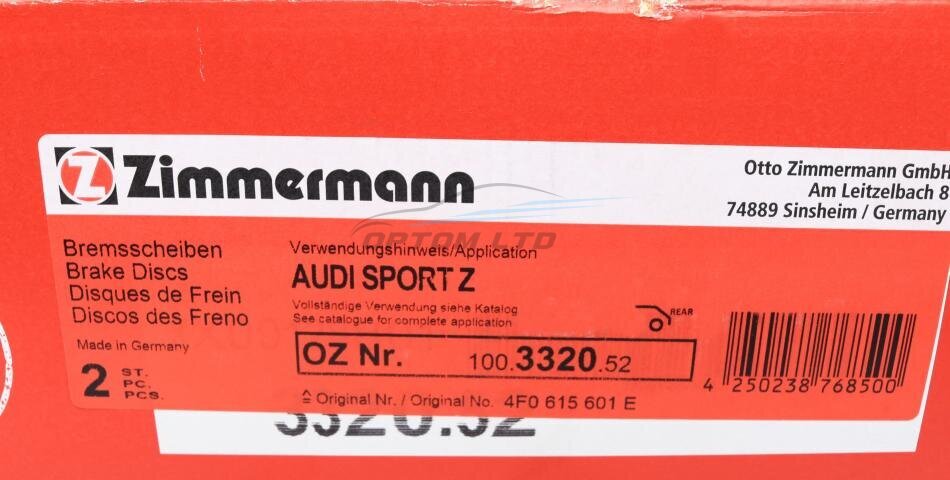 Z Zimmermann
Otto Zimmermann GmbH
Am Leitzelbach 8
74889 Sinsheim / Germany
OPTOM LTD
Bremsscheiben
Brake Discs
Disques de Frein
Discos des Freno
Made in Germany
2 ST.
PC.
PCS.
Verwendungshinweis/Application
AUDI SPORT Z
Vollständige Verwendung siehe Katalog
See catalogue for complete application
REAR
OZ Nr. 100.3320.52
≙ Original Nr. / Original No. 4F0 615 601 E
4 250238 768500
3320.52